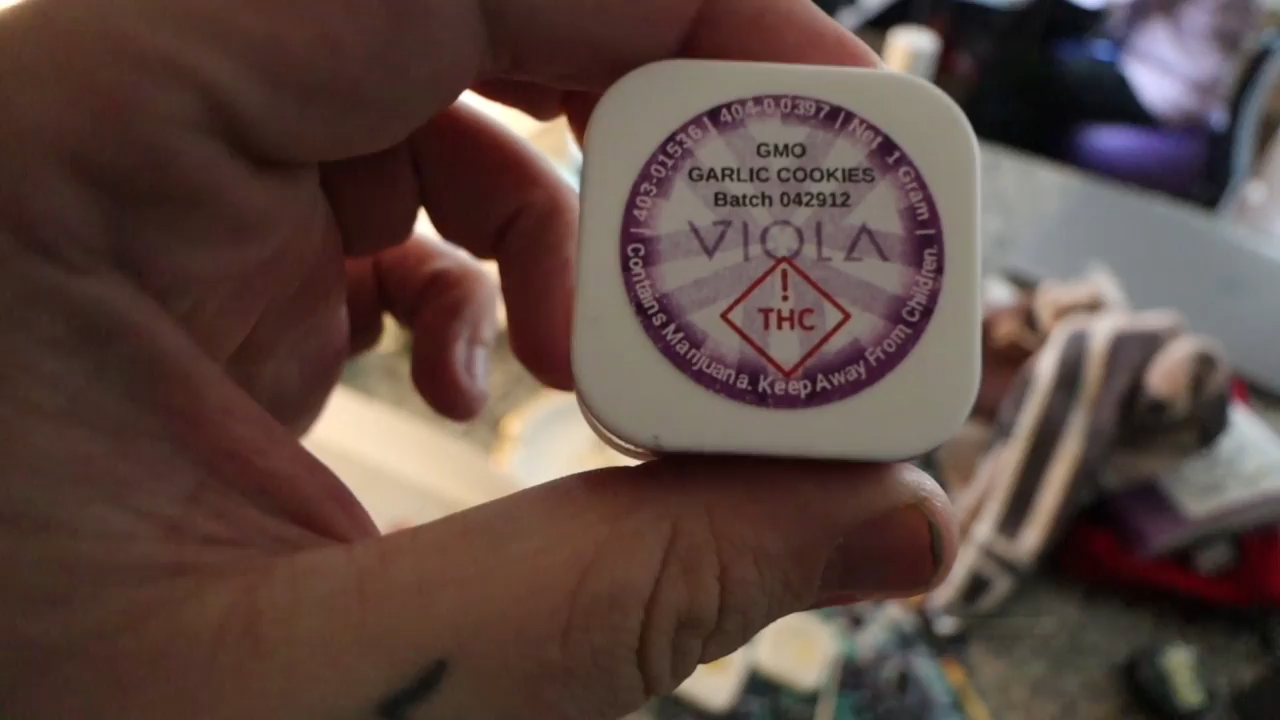 403-01536 | 404-00397 | Net 1 Gram |
GMO
GARLIC COOKIES
Batch 042912
VIOLA
!
THC
Contains Marijuana. Keep Away From Children. |